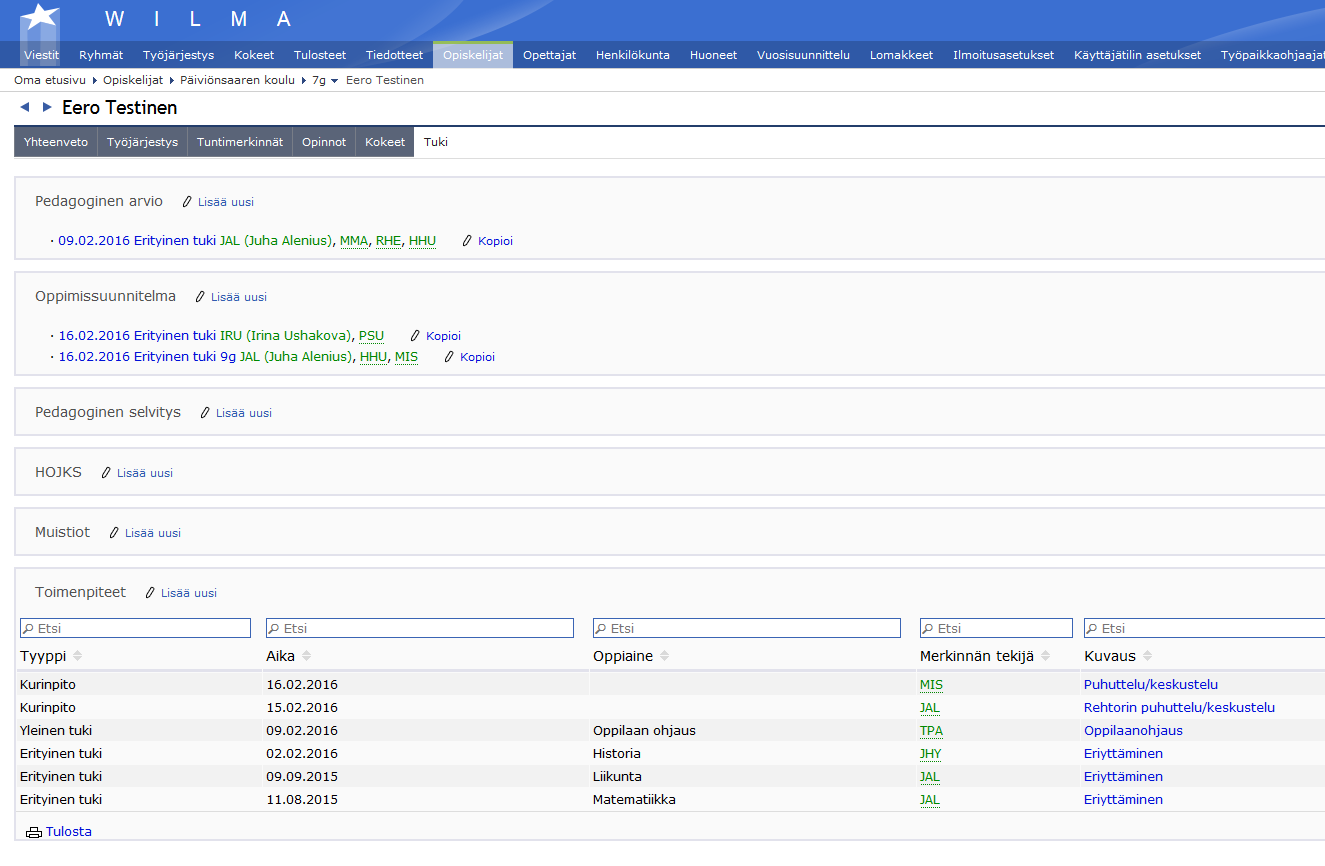 W I L M A
Viestit Ryhmät Työjärjestys Kokeet Tulosteet Tiedotteet Opiskelijat Opettajat Henkilökunta Huoneet Vuosisuunnittelu Lomakkeet Ilmoitusasetukset Käyttäjätilin asetukset Työpaikkaohjaajat
Oma etusivu Opiskelijat Päiviönsaaren koulu 7g Eero Testinen
Eero Testinen
Yhteenveto Työjärjestys Tuntimerkinnät Opinnot Kokeet Tuki
Pedagoginen arvio Lisää uusi
· 09.02.2016 Erityinen tuki JAL (Juha Alenius), MMA, RHE, HHU Kopioi
Oppimissuunnitelma Lisää uusi
· 16.02.2016 Erityinen tuki IRU (Irina Ushakova), PSU Kopioi
· 16.02.2016 Erityinen tuki 9g JAL (Juha Alenius), HHU, MIS Kopioi
Pedagoginen selvitys Lisää uusi
HOJKS Lisää uusi
Muistiot Lisää uusi
Toimenpiteet Lisää uusi
Etsi Etsi Etsi Etsi Etsi
Tyyppi Aika Oppiaine Merkinnän tekijä Kuvaus
Kurinpito 16.02.2016 MIS Puhuttelu/keskustelu
Kurinpito 15.02.2016 JAL Rehtorin puhuttelu/keskustelu
Yleinen tuki 09.02.2016 Oppilaan ohjaus TPA Oppilaanohjaus
Erityinen tuki 02.02.2016 Historia JHY Eriyttäminen
Erityinen tuki 09.09.2015 Liikunta JAL Eriyttäminen
Erityinen tuki 11.08.2015 Matematiikka JAL Eriyttäminen
Tulosta